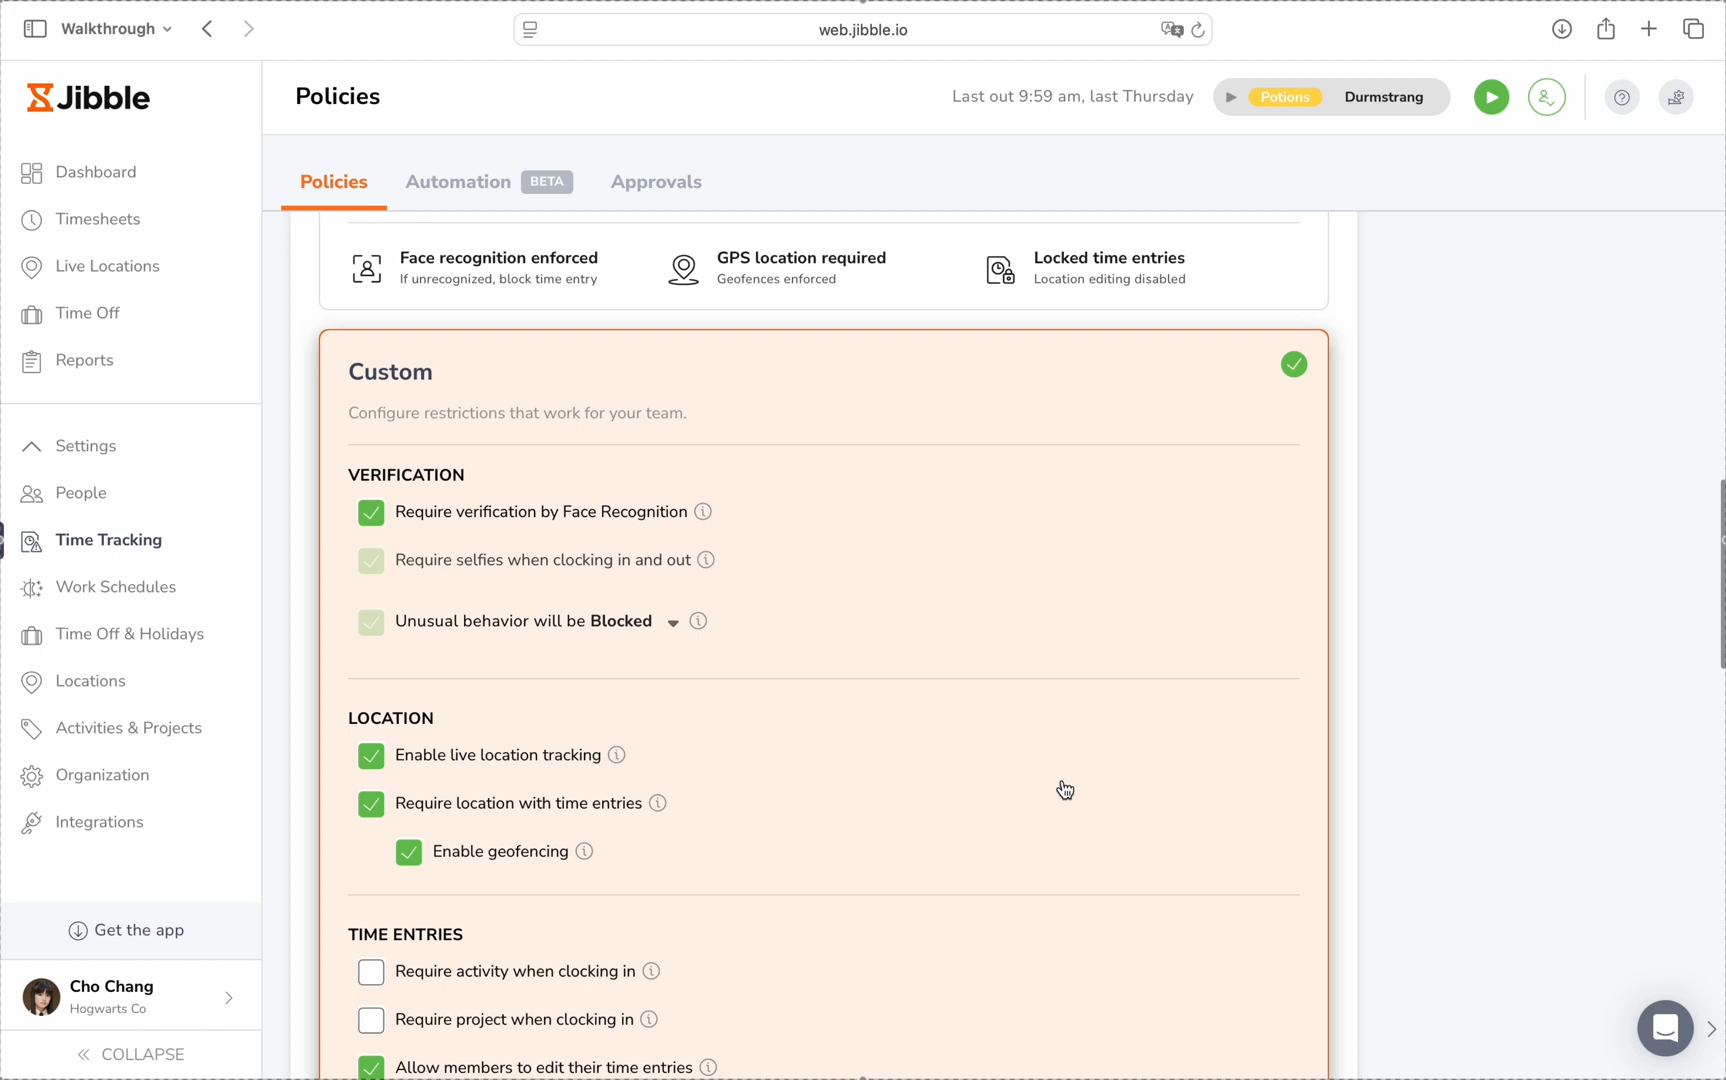 Walkthrough
web.jibble.io
Jibble
Policies
Last out 9:59 am, last Thursday
Potions
Durmstrang
Dashboard
Timesheets
Live Locations
Time Off
Reports
Settings
People
Time Tracking
Work Schedules
Time Off & Holidays
Locations
Activities & Projects
Organization
Integrations
Get the app
Cho Chang
Hogwarts Co
COLLAPSE
Policies
Automation BETA
Approvals
Face recognition enforced
If unrecognized, block time entry
GPS location required
Geofences enforced
Locked time entries
Location editing disabled
Custom
Configure restrictions that work for your team.
VERIFICATION
Require verification by Face Recognition
Require selfies when clocking in and out
Unusual behavior will be Blocked
LOCATION
Enable live location tracking
Require location with time entries
Enable geofencing
TIME ENTRIES
Require activity when clocking in
Require project when clocking in
Allow members to edit their time entries